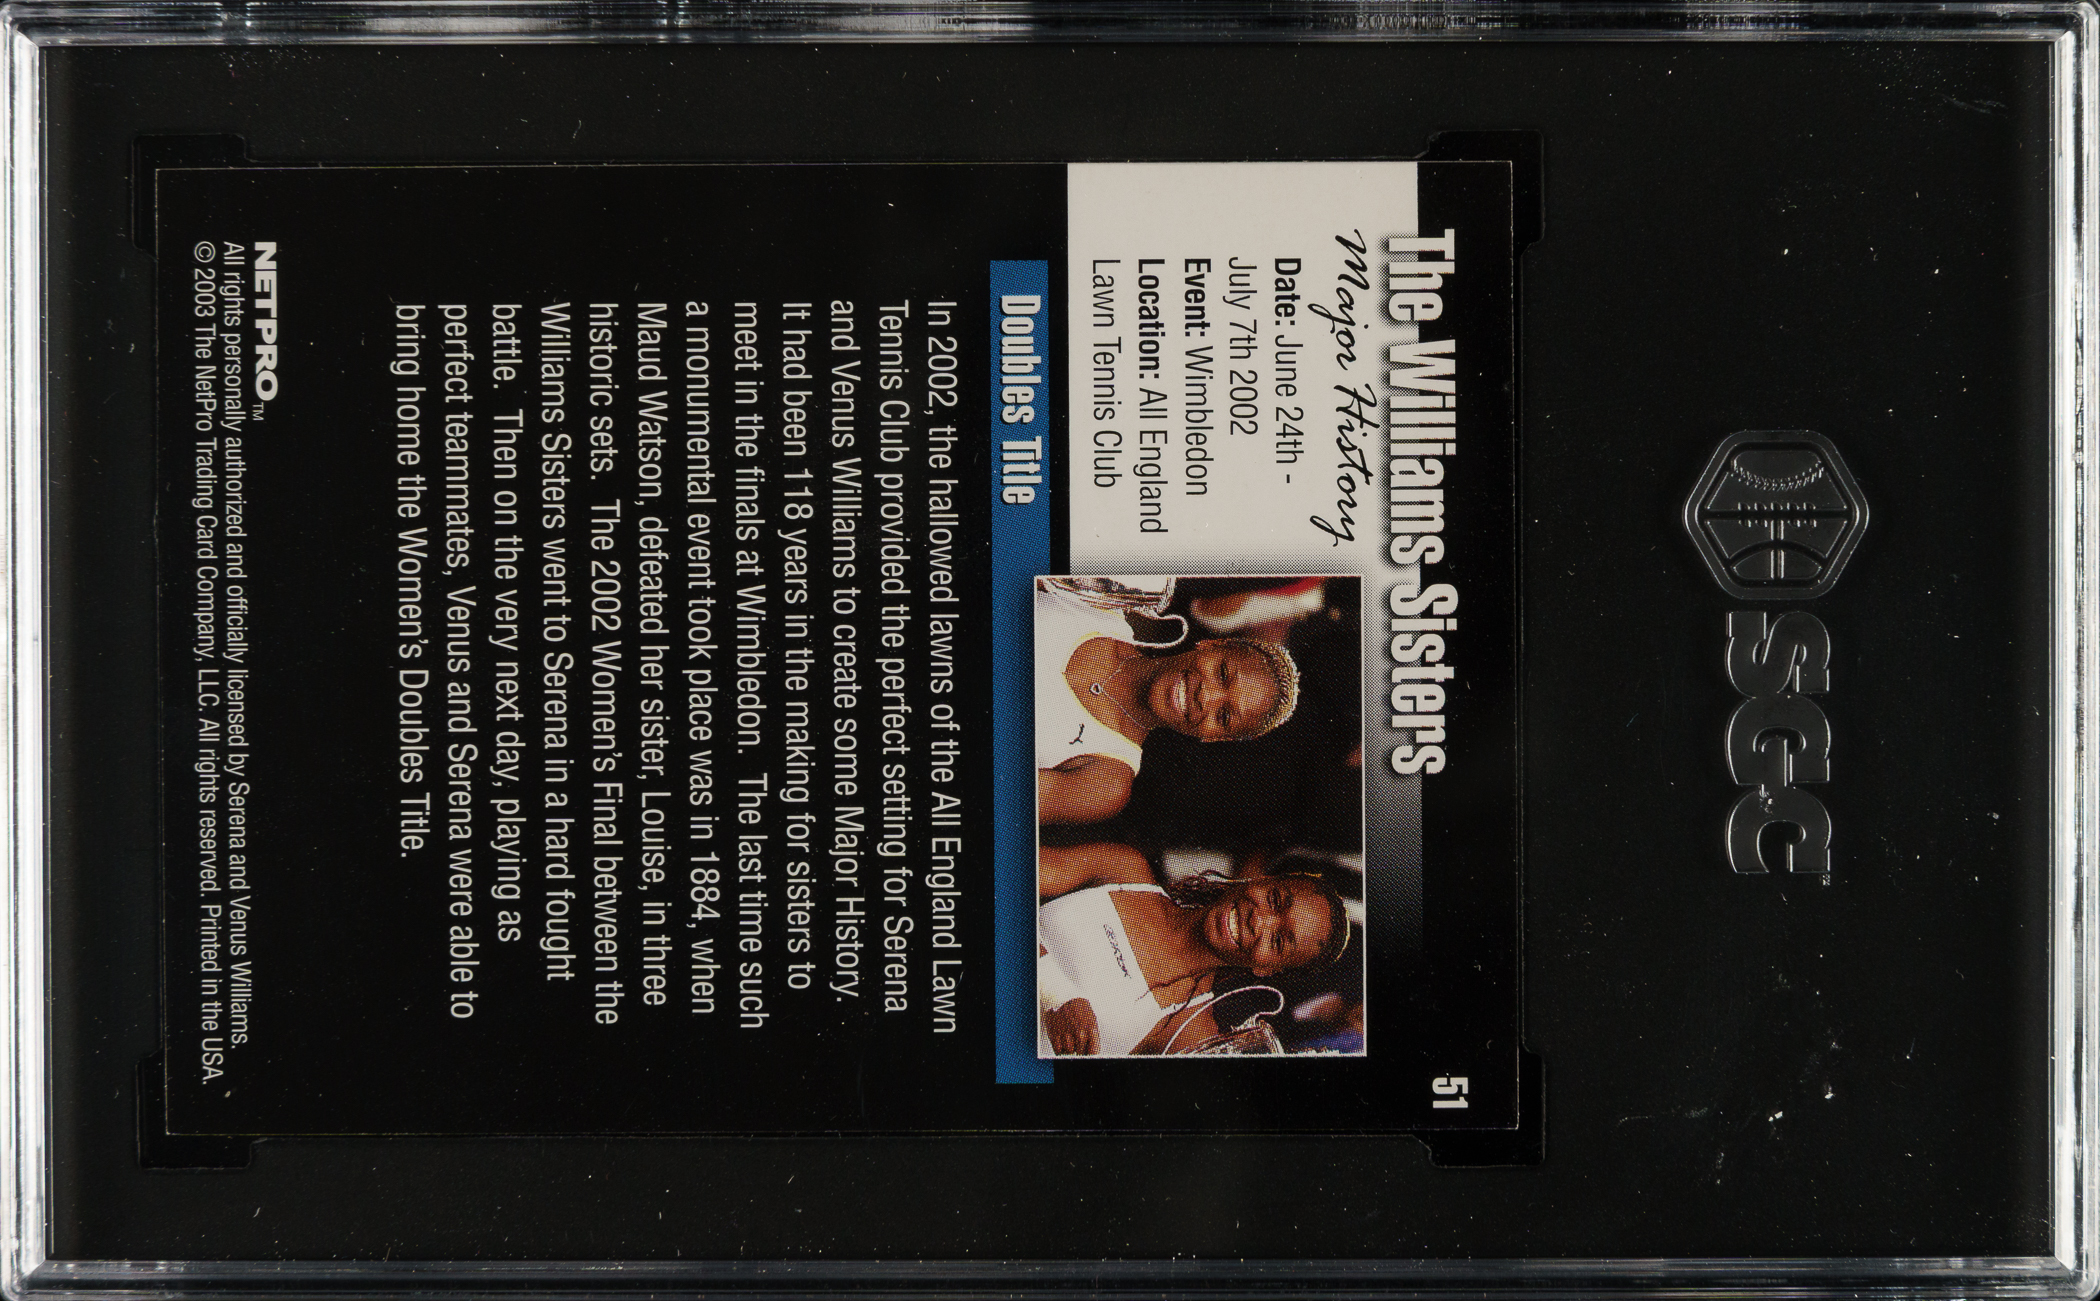 SGC
The Williams Sisters
51
Major History
Date: June 24th -
July 7th 2002
Event: Wimbledon
Location: All England
Lawn Tennis Club
Doubles Title
In 2002, the hallowed lawns of the All England Lawn
Tennis Club provided the perfect setting for Serena
and Venus Williams to create some Major History.
It had been 118 years in the making for sisters to
meet in the finals at Wimbledon. The last time such
a monumental event took place was in 1884, when
Maud Watson, defeated her sister, Louise, in three
historic sets. The 2002 Women's Final between the
Williams Sisters went to Serena in a hard fought
battle. Then on the very next day, playing as
perfect teammates, Venus and Serena were able to
bring home the Women's Doubles Title.
NETPRO™
All rights personally authorized and officially licensed by Serena and Venus Williams.
© 2003 The NetPro Trading Card Company, LLC. All rights reserved. Printed in the USA.